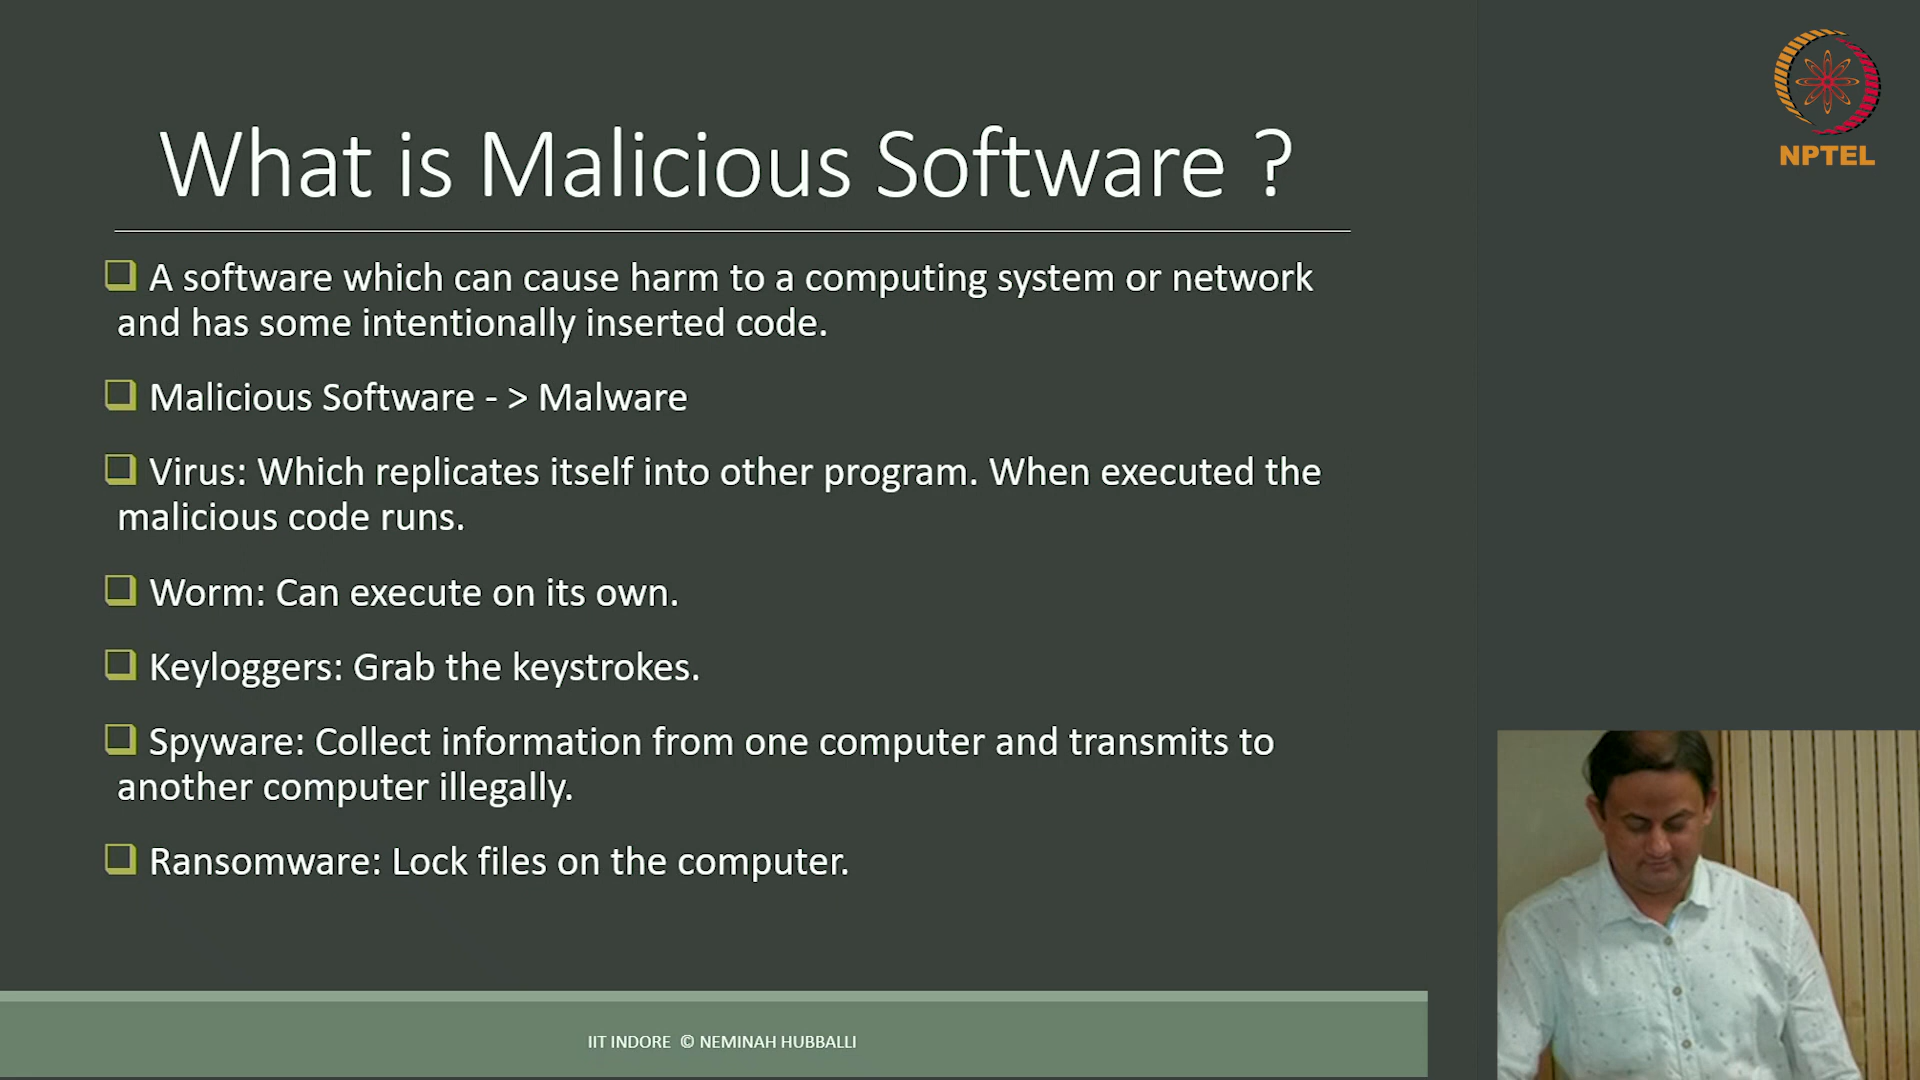 NPTEL
What is Malicious Software ?
A software which can cause harm to a computing system or network
and has some intentionally inserted code.
Malicious Software - > Malware
Virus: Which replicates itself into other program. When executed the
malicious code runs.
Worm: Can execute on its own.
Keyloggers: Grab the keystrokes.
Spyware: Collect information from one computer and transmits to
another computer illegally.
Ransomware: Lock files on the computer.
IIT INDORE © NEMINAH HUBBALLI